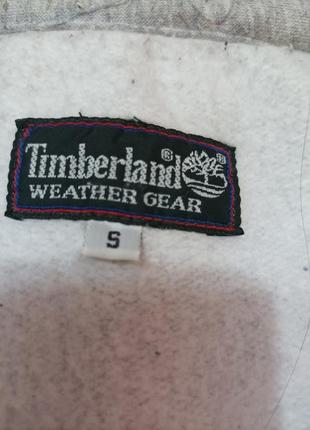 Timberland®
®
WEATHER GEAR
S